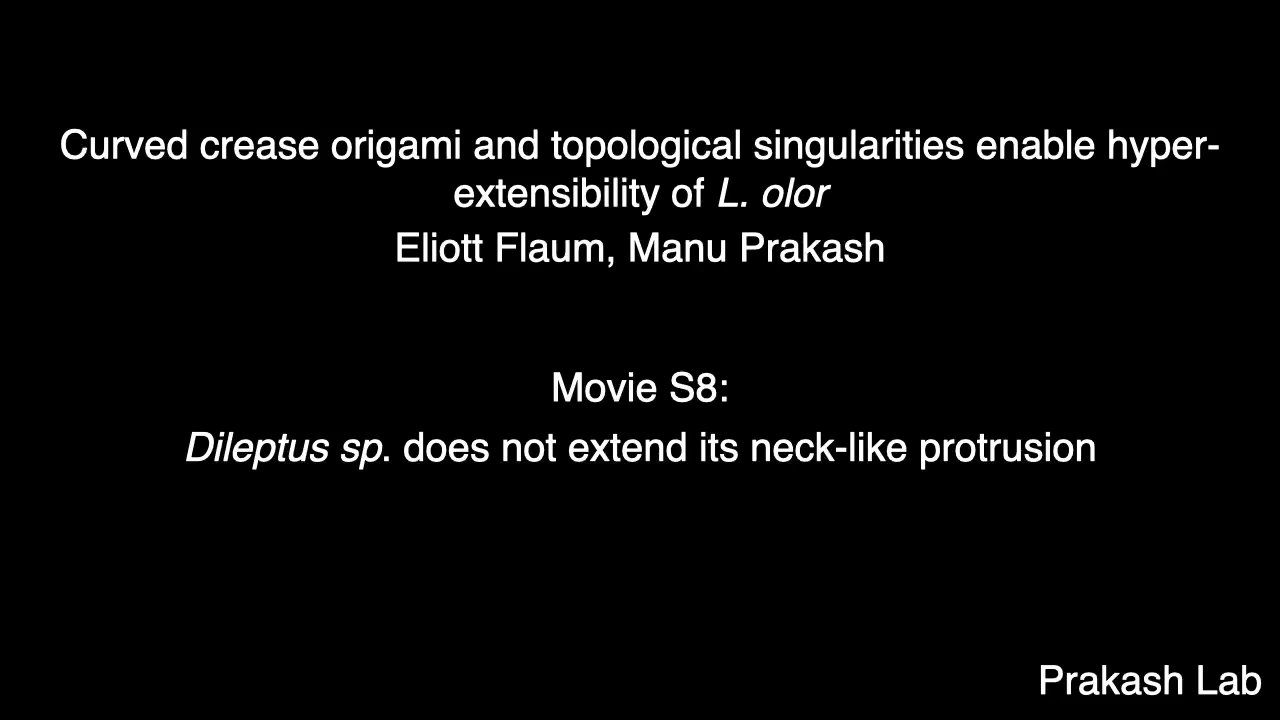 Curved crease origami and topological singularities enable hyper-
extensibility of L. olor
Eliott Flaum, Manu Prakash
Movie S8:
Dileptus sp. does not extend its neck-like protrusion
Prakash Lab